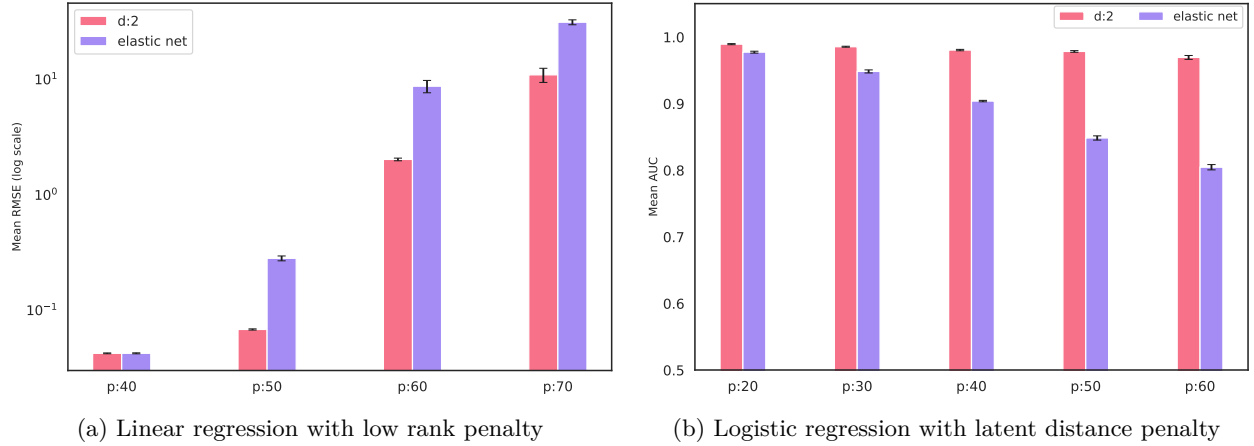 d:2
elastic net
Mean RMSE (log scale)
10^1
10^0
10^-1
p:40 p:50 p:60 p:70
(a) Linear regression with low rank penalty
d:2 elastic net
Mean AUC
1.0
0.9
0.8
0.7
0.6
0.5
p:20 p:30 p:40 p:50 p:60
(b) Logistic regression with latent distance penalty